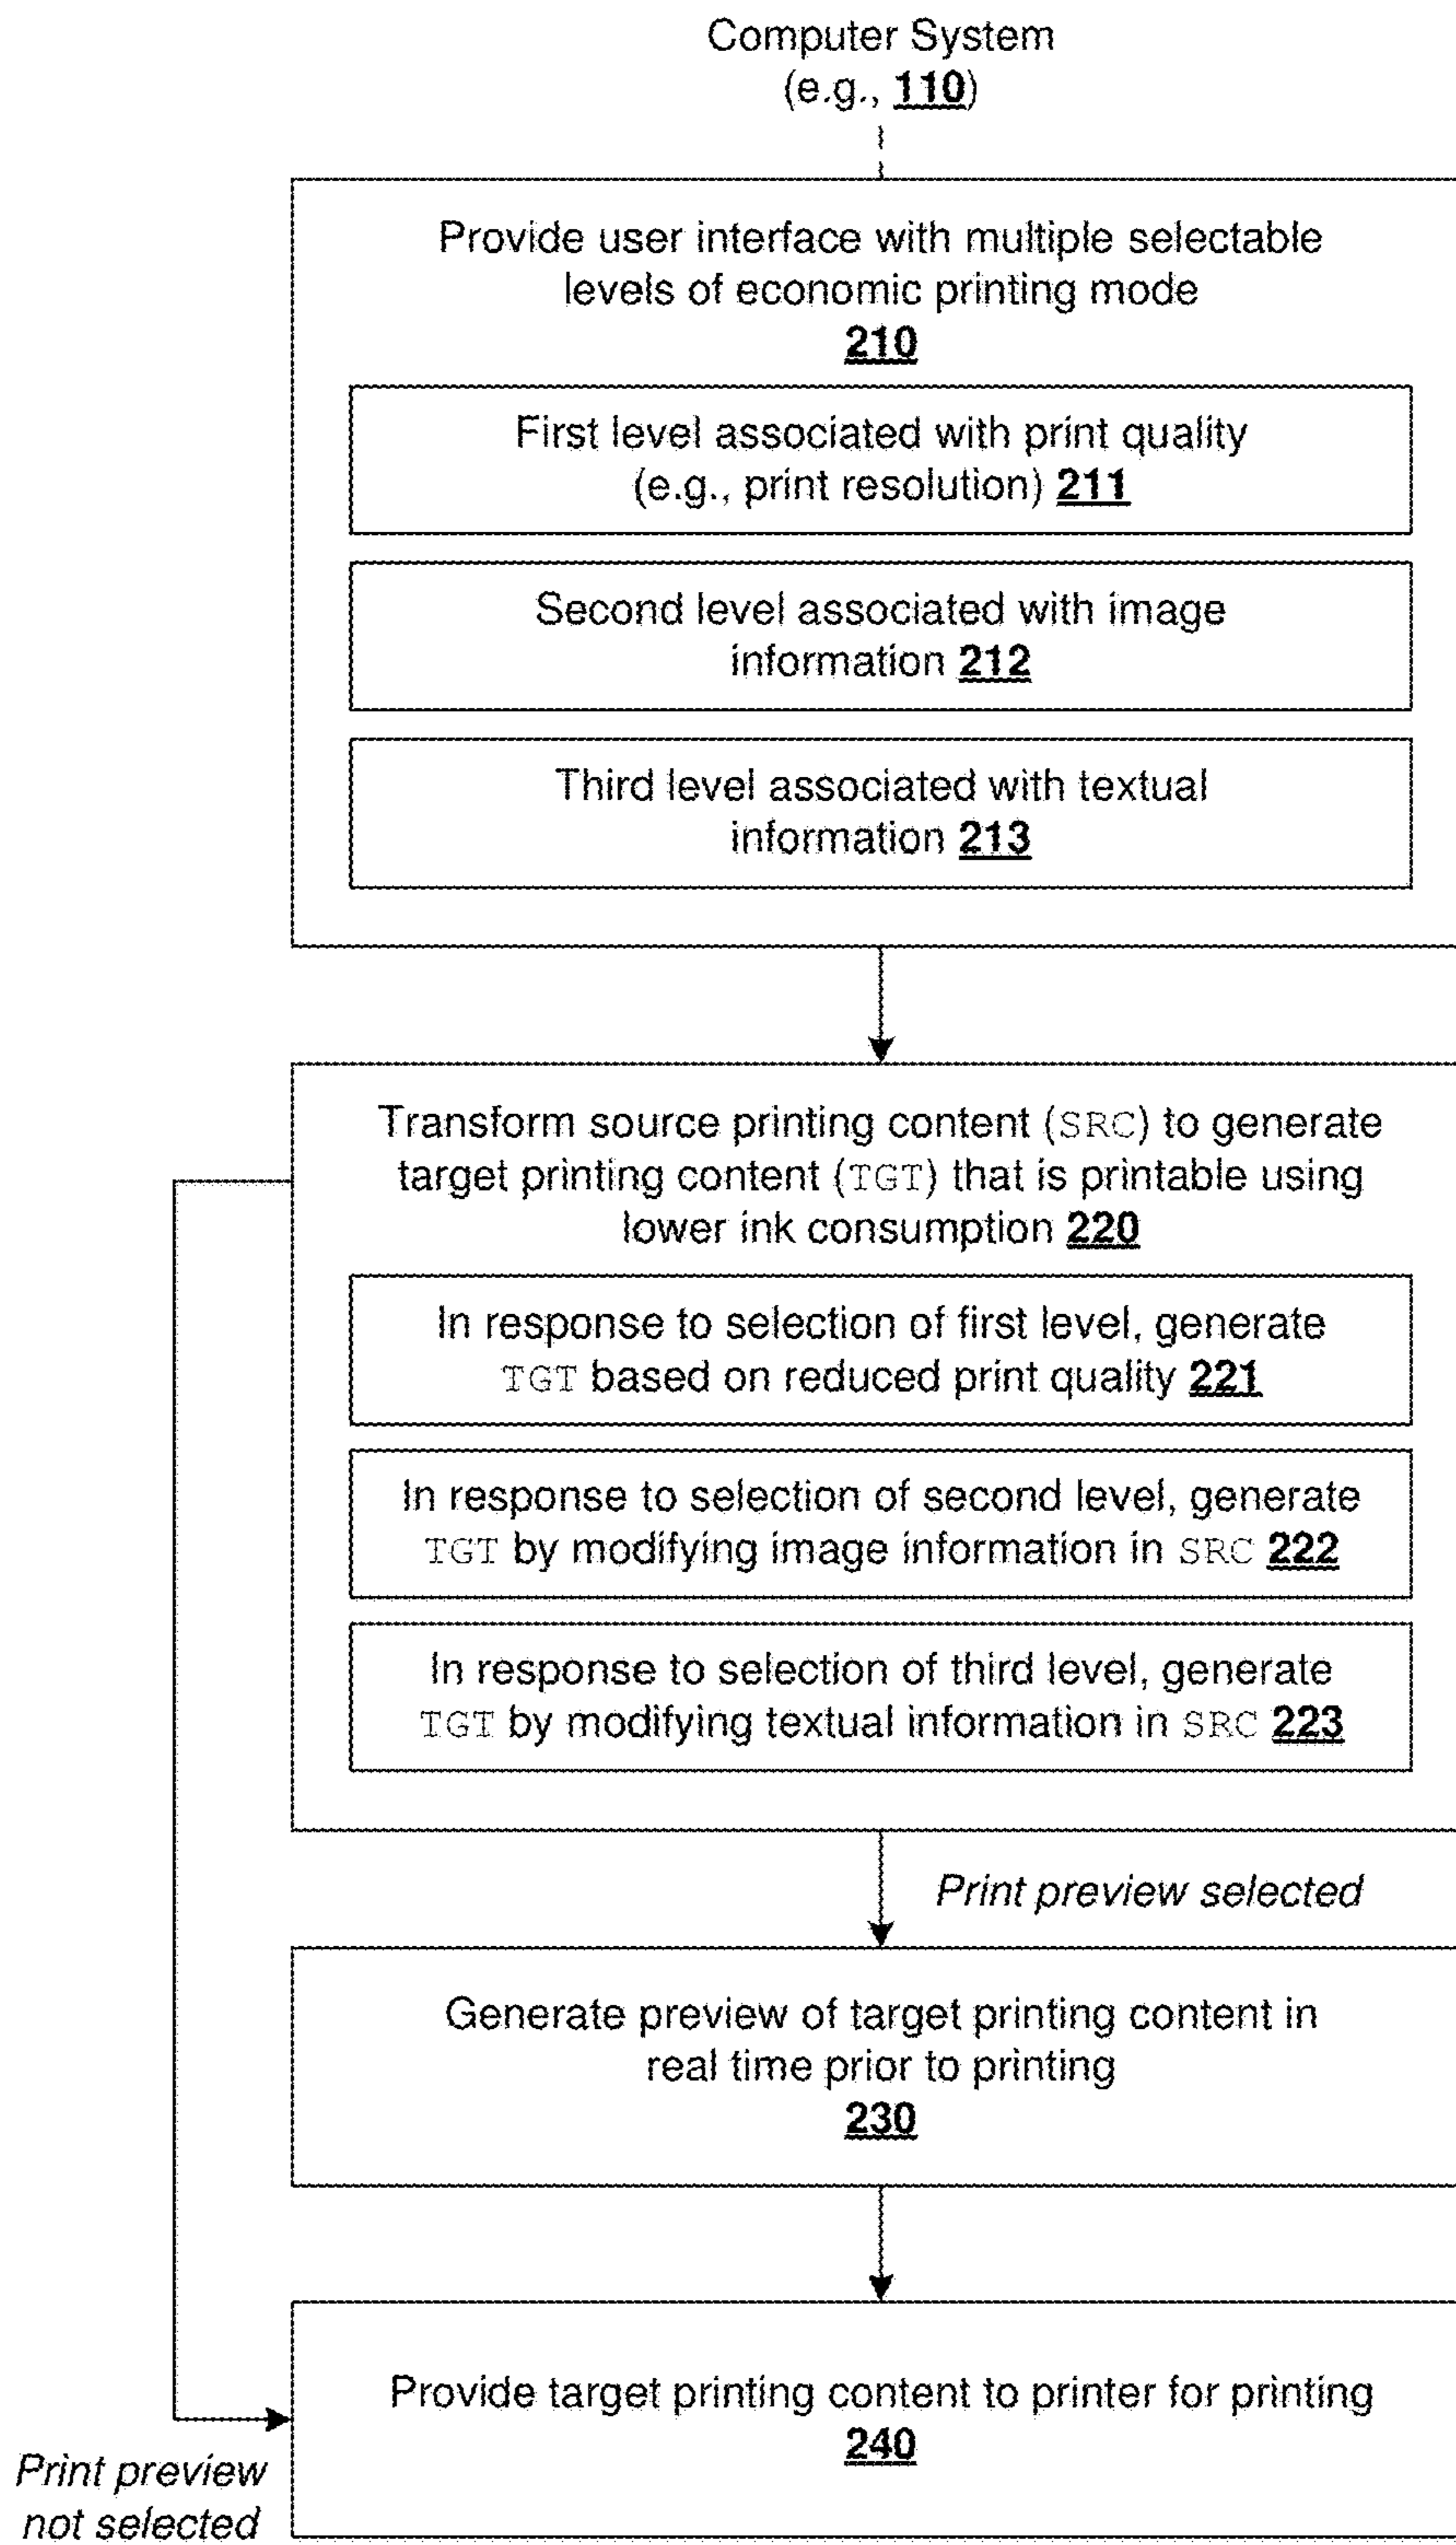 Computer System
(e.g., 110)
Provide user interface with multiple selectable
levels of economic printing mode
210
First level associated with print quality
(e.g., print resolution) 211
Second level associated with image
information 212
Third level associated with textual
information 213
Transform source printing content (SRC) to generate
target printing content (TGT) that is printable using
lower ink consumption 220
In response to selection of first level, generate
TGT based on reduced print quality 221
In response to selection of second level, generate
TGT by modifying image information in SRC 222
In response to selection of third level, generate
TGT by modifying textual information in SRC 223
Print preview selected
Generate preview of target printing content in
real time prior to printing
230
Provide target printing content to printer for printing
240
Print preview
not selected